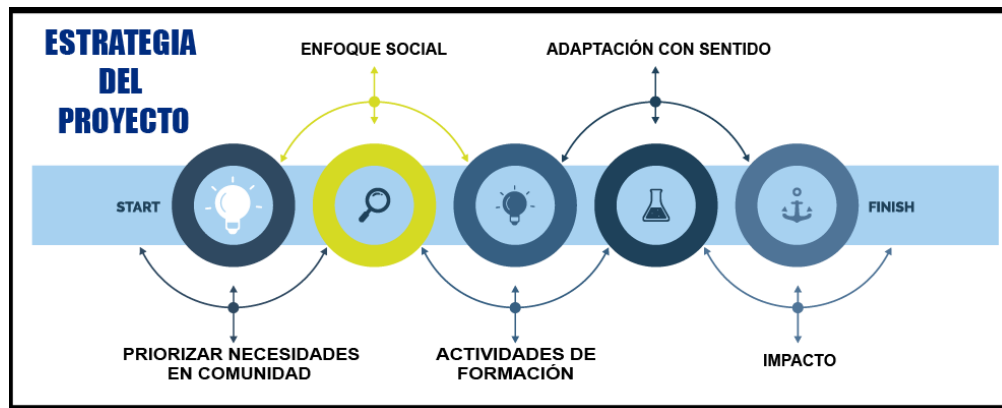 ESTRATEGIA
DEL
PROYECTO
ENFOQUE SOCIAL
ADAPTACIÓN CON SENTIDO
START
FINISH
PRIORIZAR NECESIDADES
EN COMUNIDAD
ACTIVIDADES DE
FORMACIÓN
IMPACTO